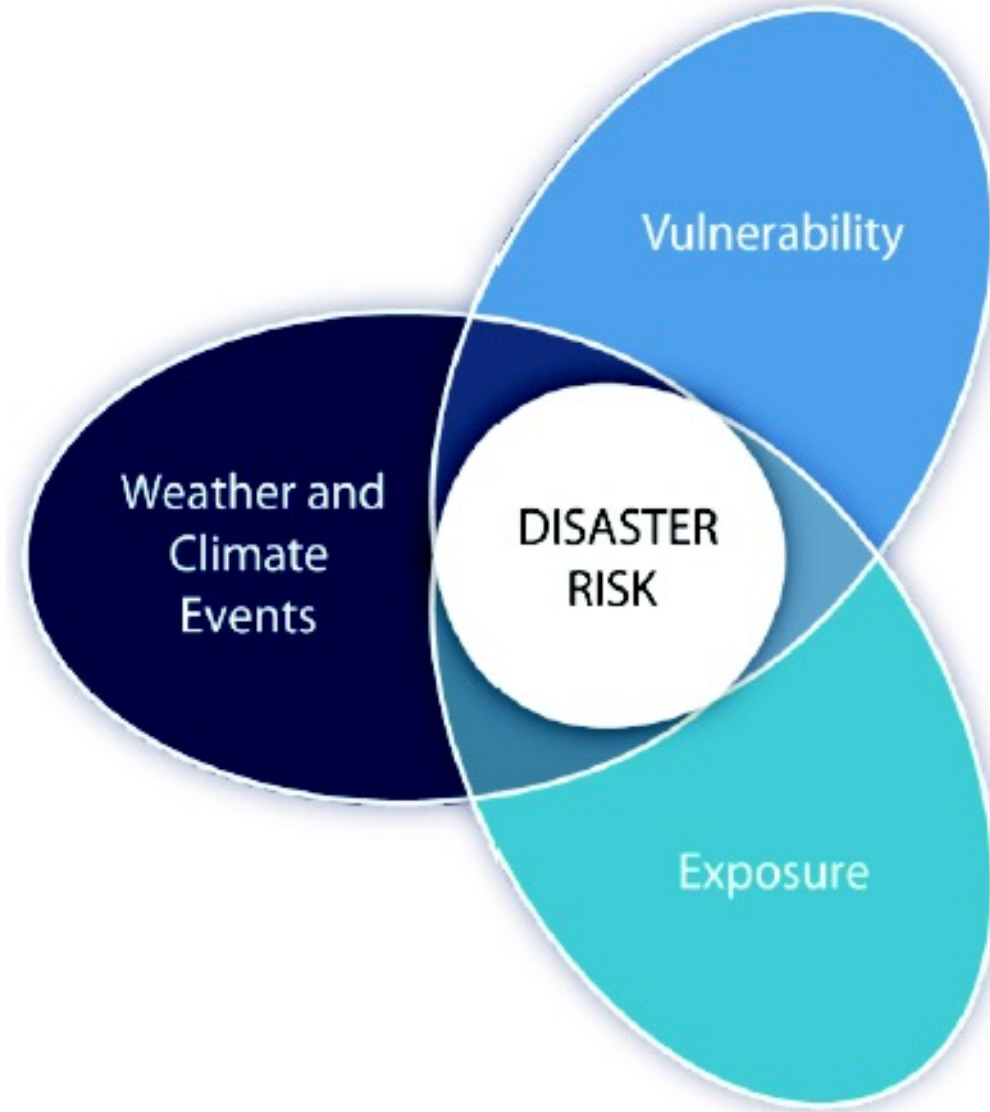 Vulnerability
Weather and
Climate
Events
DISASTER
RISK
Exposure